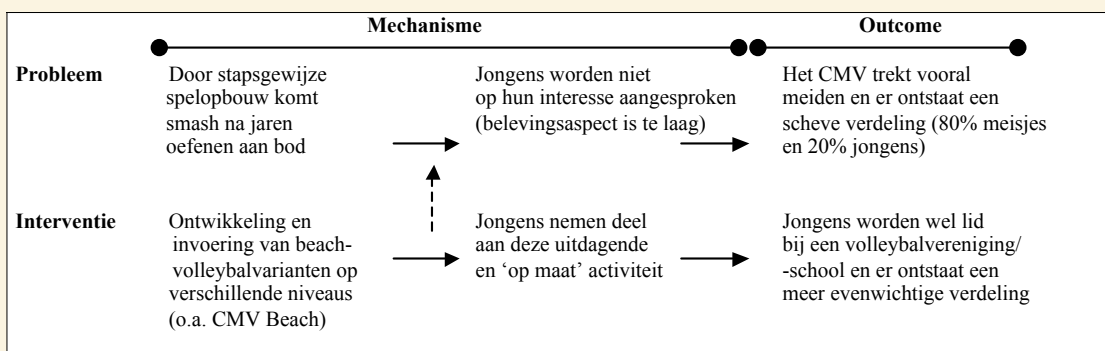 Mechanisme
Outcome
Probleem
Door stapsgewijze
spelopbouw komt
smash na jaren
oefenen aan bod
Jongens worden niet
op hun interesse aangesproken
(belevingsaspect is te laag)
Het CMV trekt vooral
meiden en er ontstaat een
scheve verdeling (80% meisjes
en 20% jongens)
Interventie
Ontwikkeling en
invoering van beach-
volleybalvarianten op
verschillende niveaus
(o.a. CMV Beach)
Jongens nemen deel
aan deze uitdagende
en ‘op maat’ activiteit
Jongens worden wel lid
bij een volleybalvereniging/
-school en er ontstaat een
meer evenwichtige verdeling